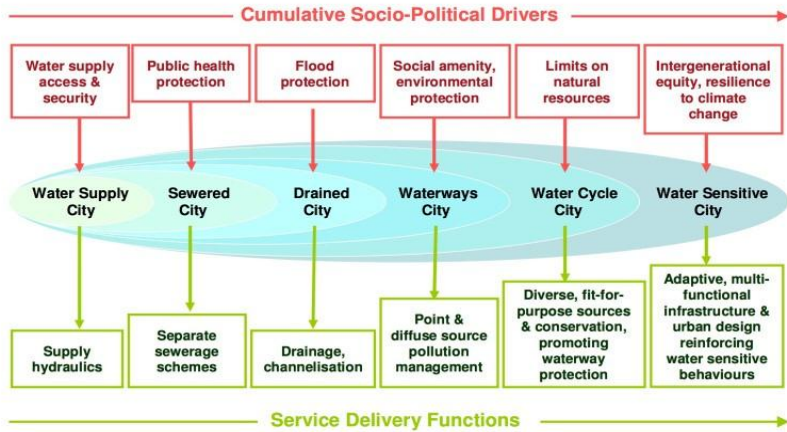 Cumulative Socio-Political Drivers
Water supply
access &
security
Public health
protection
Flood
protection
Social amenity,
environmental
protection
Limits on
natural
resources
Intergenerational
equity, resilience
to climate
change
Water Supply
City
Sewered
City
Drained
City
Waterways
City
Water Cycle
City
Water Sensitive
City
Supply
hydraulics
Separate
sewerage
schemes
Drainage,
channelisation
Point &
diffuse source
pollution
management
Diverse, fit-for-
purpose sources
& conservation,
promoting
waterway
protection
Adaptive, multi-
functional
infrastructure &
urban design
reinforcing
water sensitive
behaviours
Service Delivery Functions